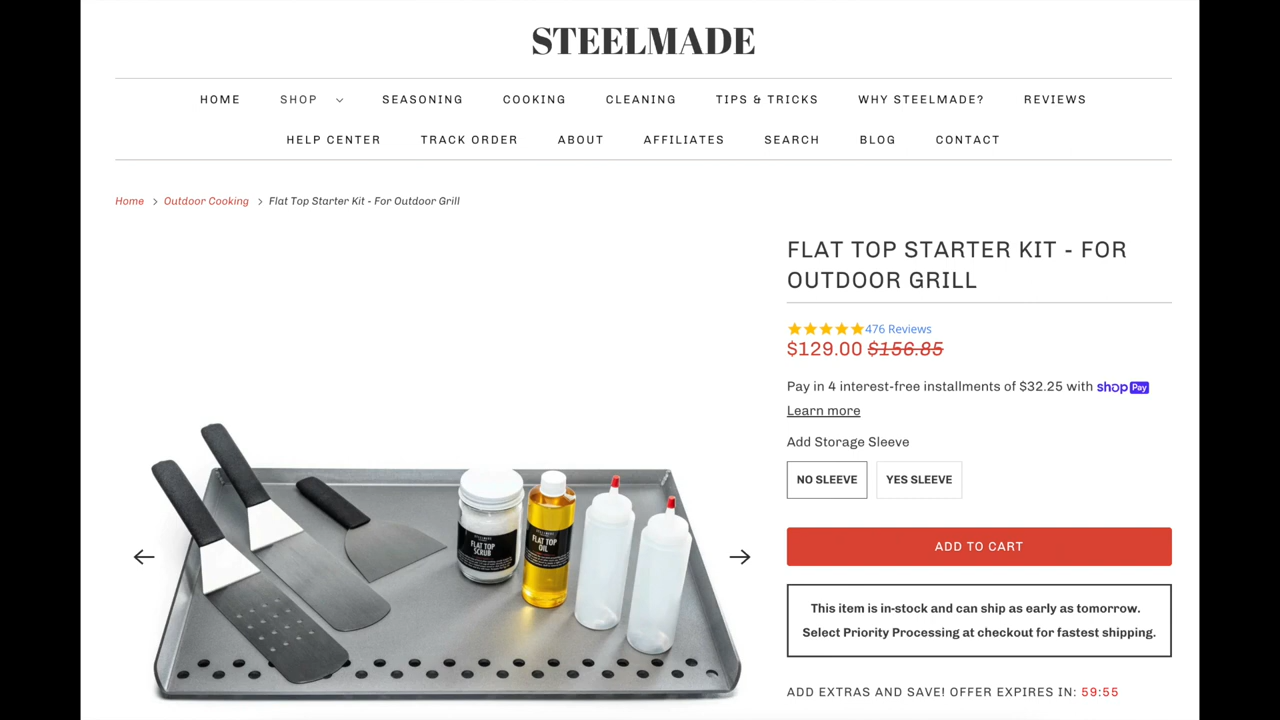 STEELMADE
HOME SHOP SEASONING COOKING CLEANING TIPS & TRICKS WHY STEELMADE? REVIEWS
HELP CENTER TRACK ORDER ABOUT AFFILIATES SEARCH BLOG CONTACT
Home > Outdoor Cooking > Flat Top Starter Kit - For Outdoor Grill
FLAT TOP STARTER KIT - FOR
OUTDOOR GRILL
476 Reviews
$129.00 $156.85
Pay in 4 interest-free installments of $32.25 with shop Pay
Learn more
Add Storage Sleeve
NO SLEEVE YES SLEEVE
ADD TO CART
This item is in-stock and can ship as early as tomorrow.
Select Priority Processing at checkout for fastest shipping.
ADD EXTRAS AND SAVE! OFFER EXPIRES IN: 59:55
FLAT TOP
SCRUB
FLAT TOP
OIL